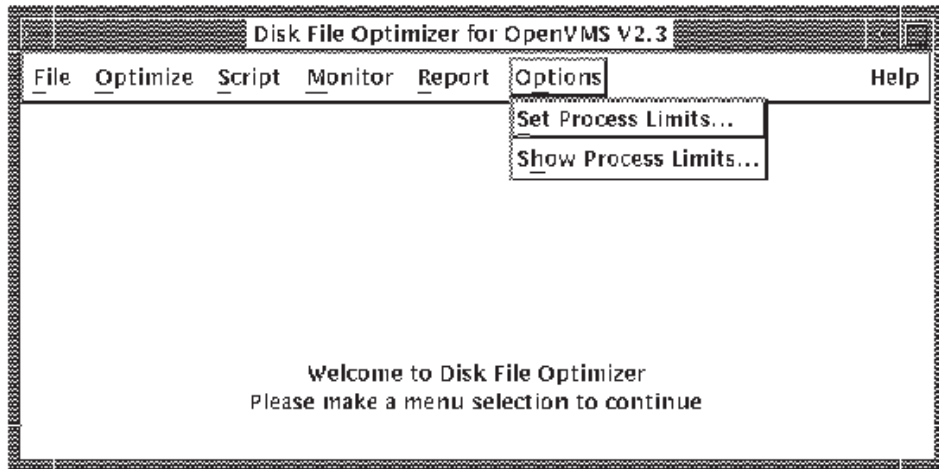 Disk File Optimizer for OpenVMS V2.3
File Optimize Script Monitor Report Options Help
Set Process Limits...
Show Process Limits...
Welcome to Disk File Optimizer
Please make a menu selection to continue